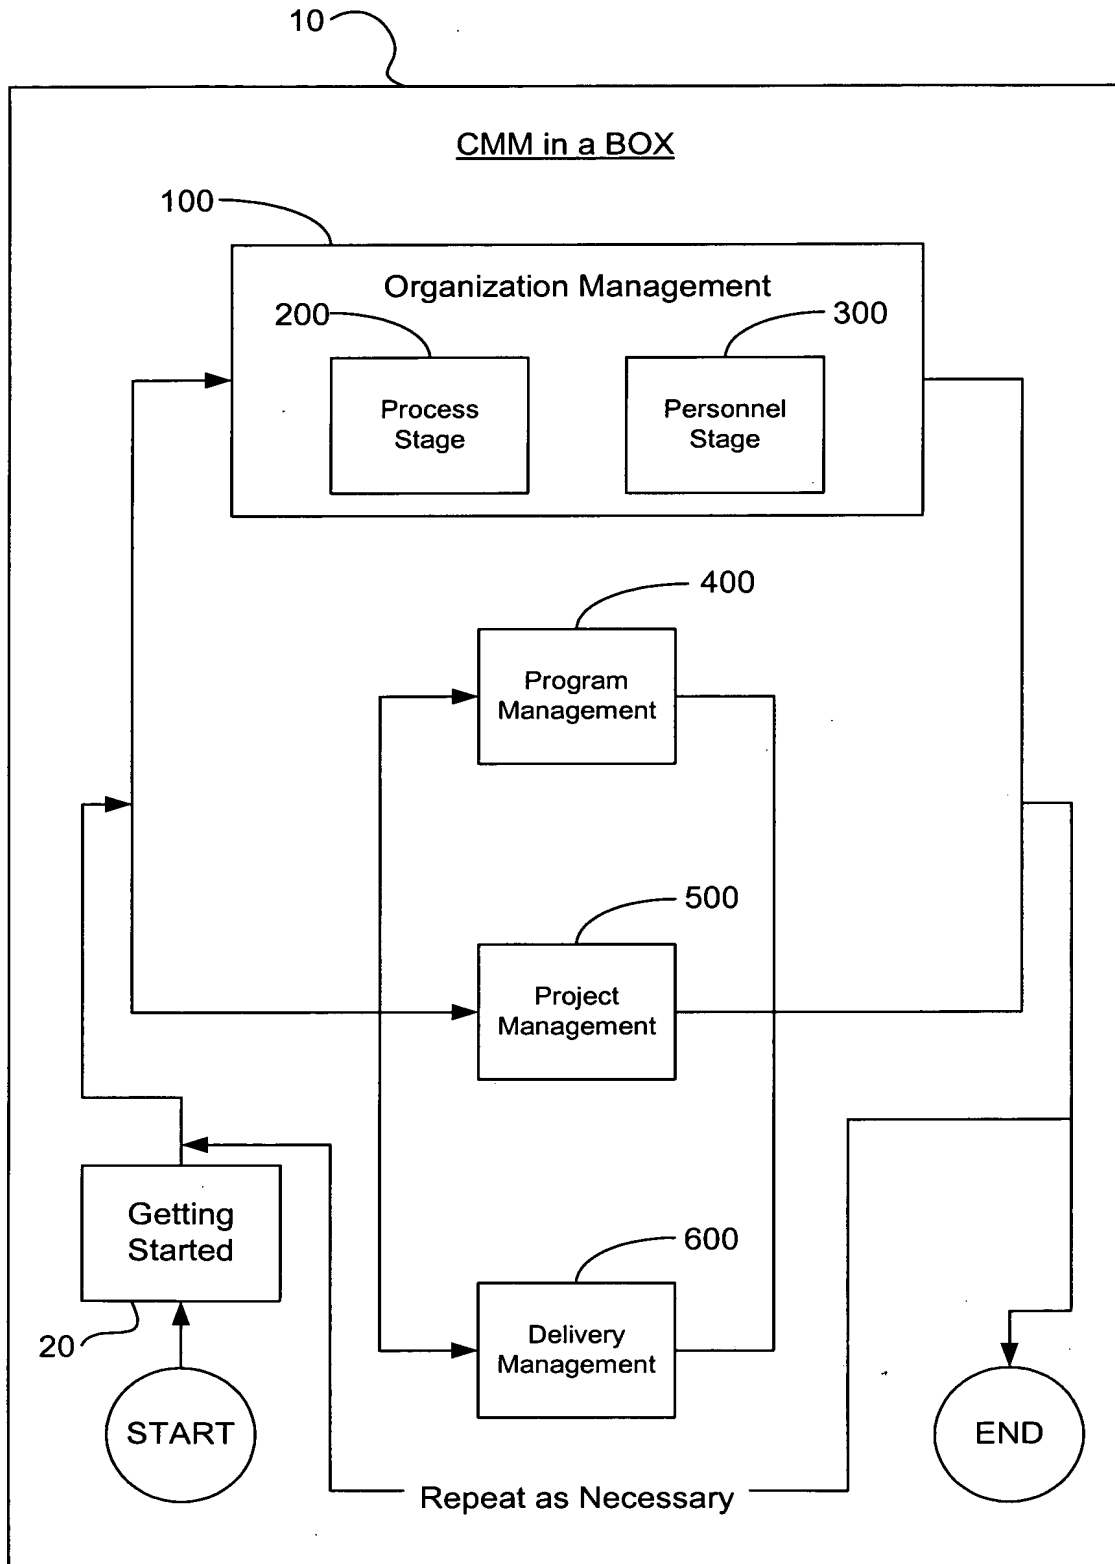 10
CMM in a BOX
100
Organization Management
200
300
Process
Stage
Personnel
Stage
400
Program
Management
500
Project
Management
Getting
Started
600
20
Delivery
Management
START
END
Repeat as Necessary